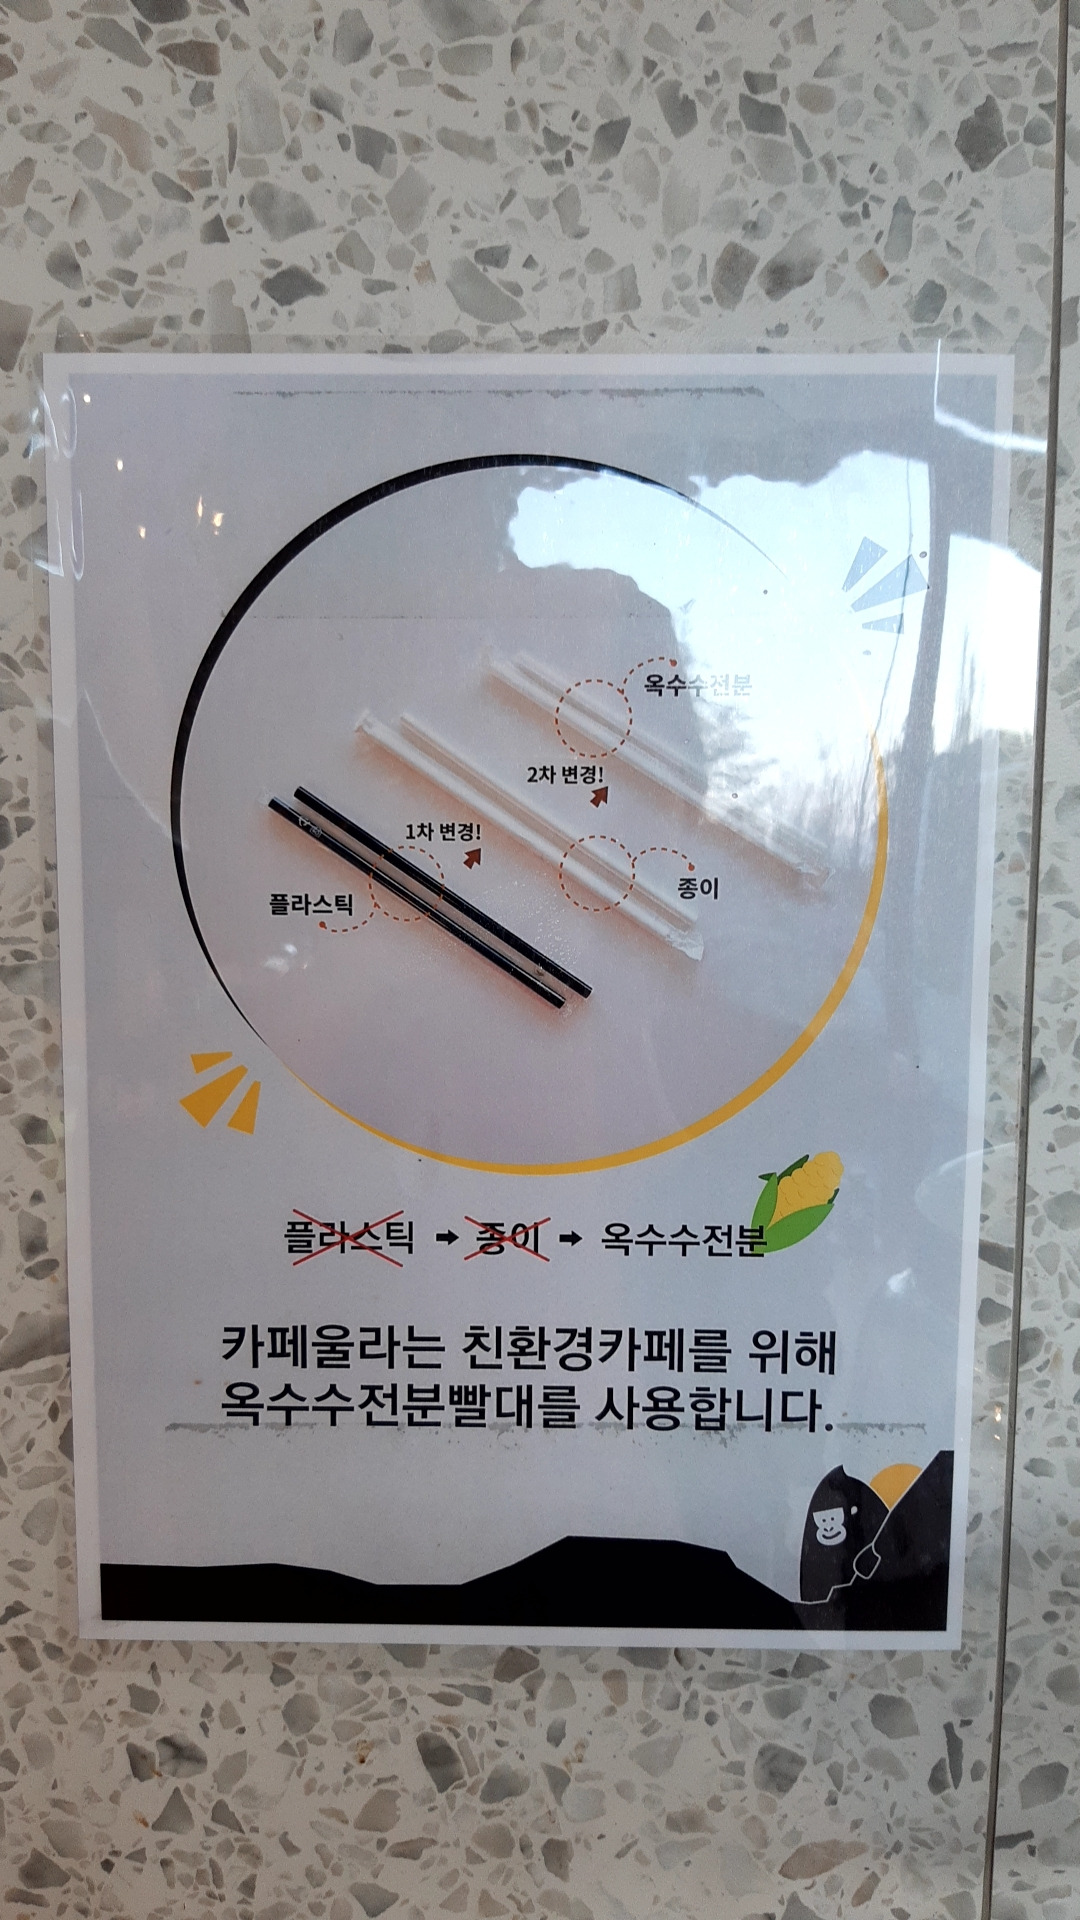 옥수수전분
2차 변경!
1차 변경!
종이
플라스틱
플라스틱 → 종이 → 옥수수전분
카페울라는 친환경카페를 위해
옥수수전분빨대를 사용합니다.